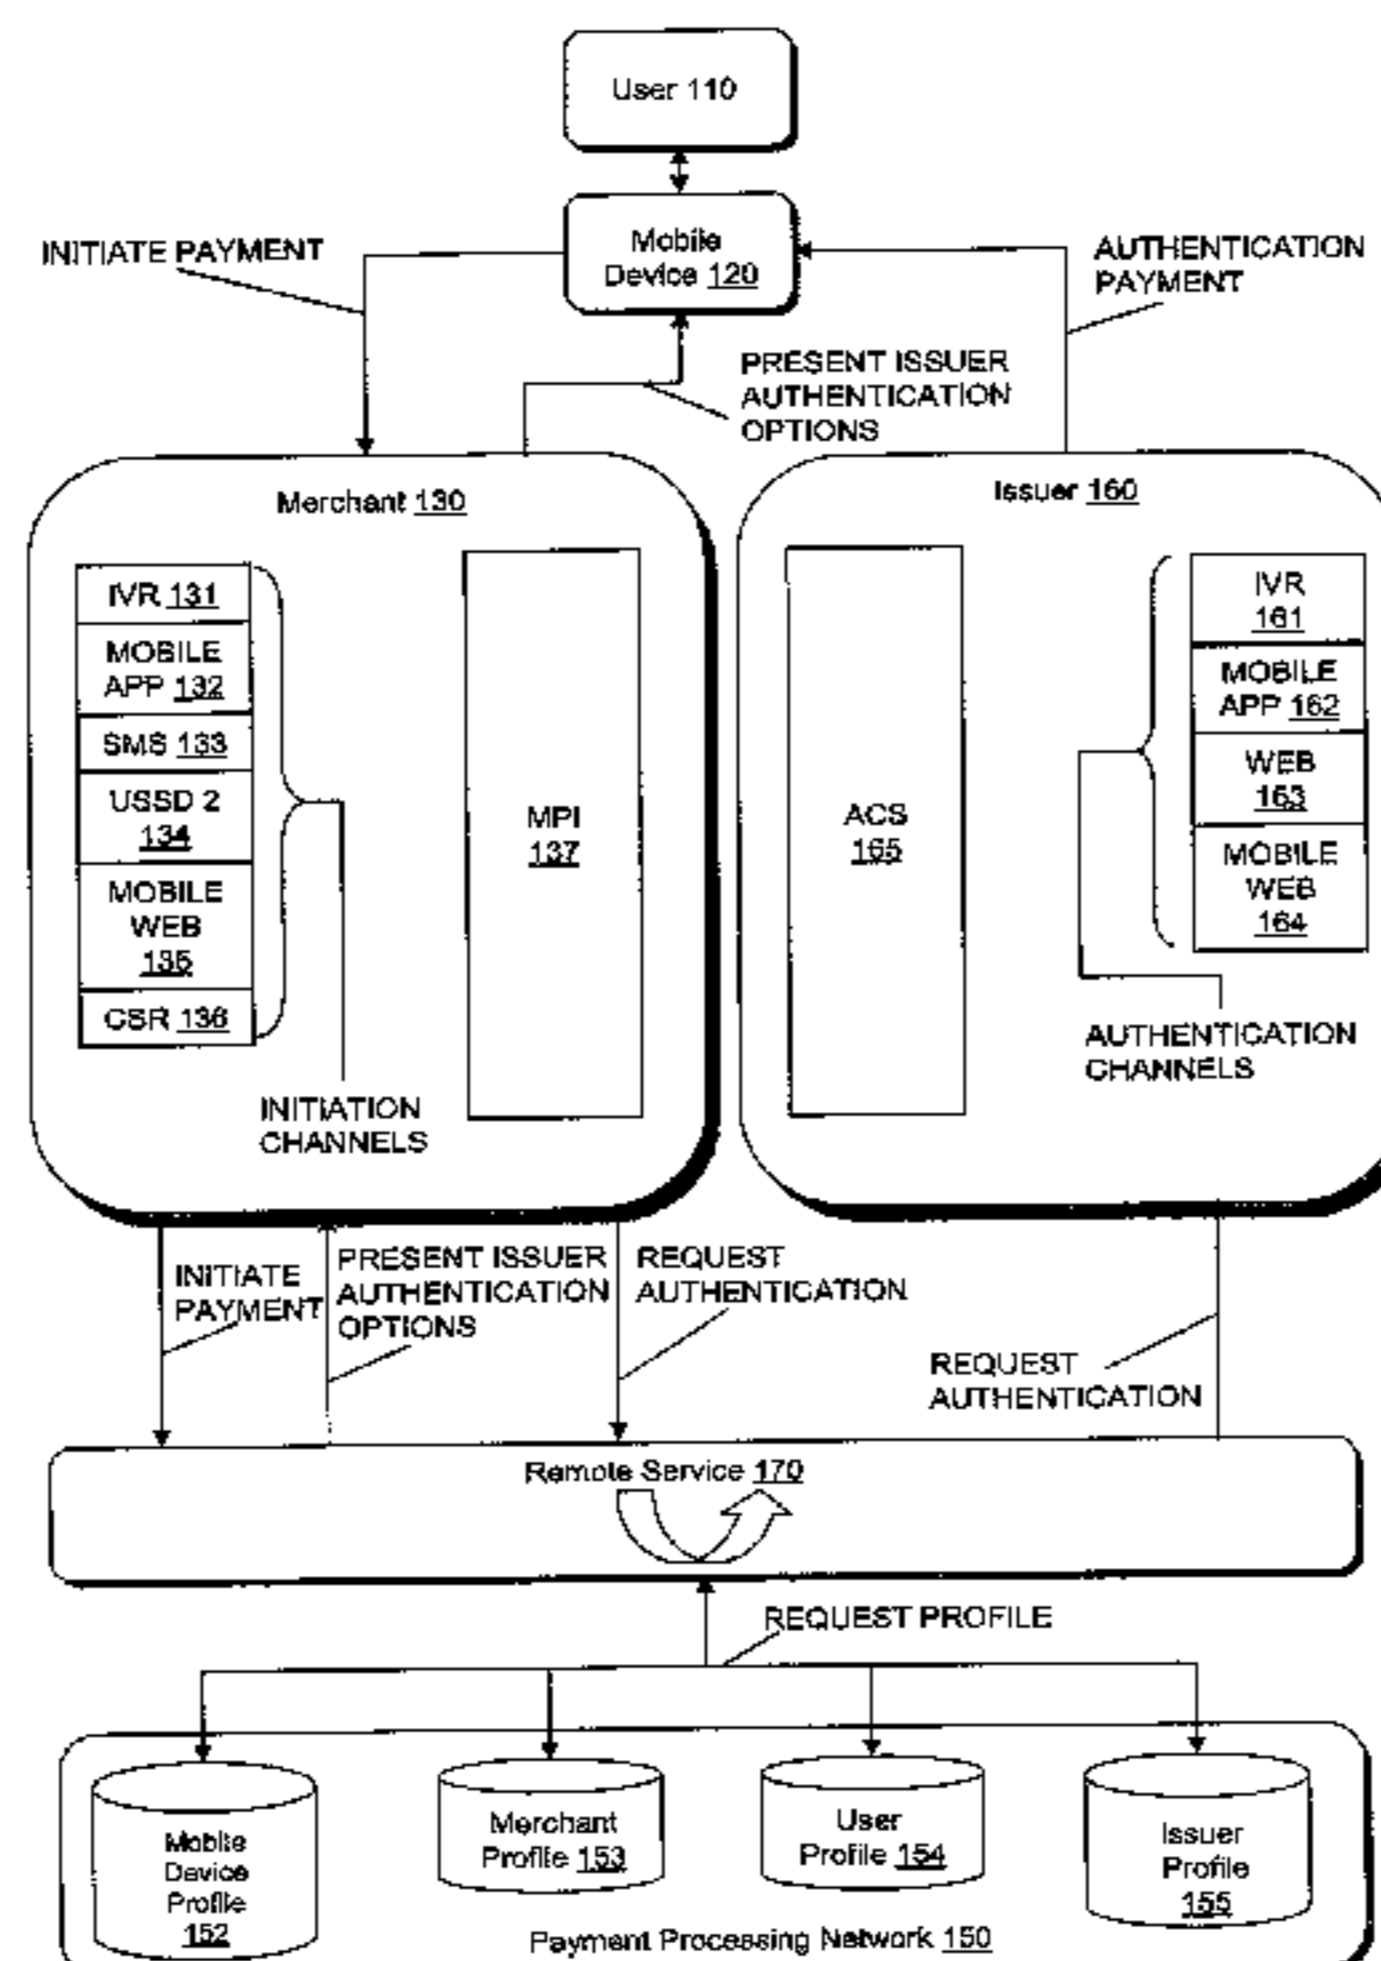 User 110
Mobile
Device 120
INITIATE PAYMENT
AUTHENTICATION
PAYMENT
PRESENT ISSUER
AUTHENTICATION
OPTIONS
Merchant 130
IVR 131
MOBILE
APP 132
SMS 133
USSD 2
134
MOBILE
WEB
135
CSR 136
INITIATION
CHANNELS
MPI
137
Issuer 160
ACS
165
IVR
161
MOBILE
APP 162
WEB
163
MOBILE
WEB
164
AUTHENTICATION
CHANNELS
INITIATE
PAYMENT
PRESENT ISSUER
AUTHENTICATION
OPTIONS
REQUEST
AUTHENTICATION
REQUEST
AUTHENTICATION
Remote Service 170
REQUEST PROFILE
Mobile
Device
Profile
152
Merchant
Profile 153
User
Profile 154
Issuer
Profile
155
Payment Processing Network 150